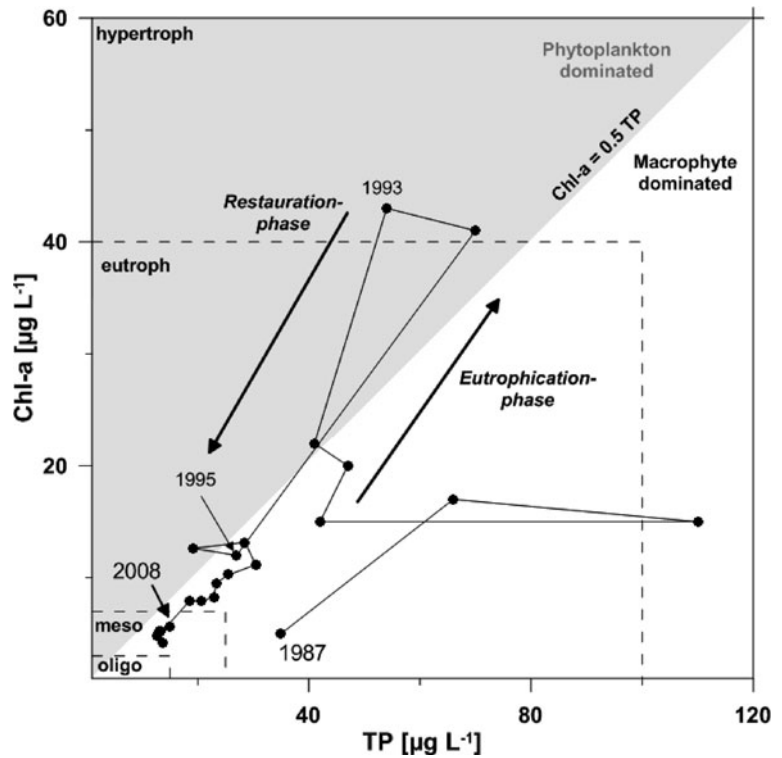 60
hypertroph
Phytoplankton
dominated
Chl-a = 0.5 TP
Macrophyte
dominated
1993
Restauration-
phase
40
eutroph
Eutrophication-
phase
Chl-a [µg L⁻¹]
20
1995
2008
meso
1987
oligo
40
80
120
TP [µg L⁻¹]